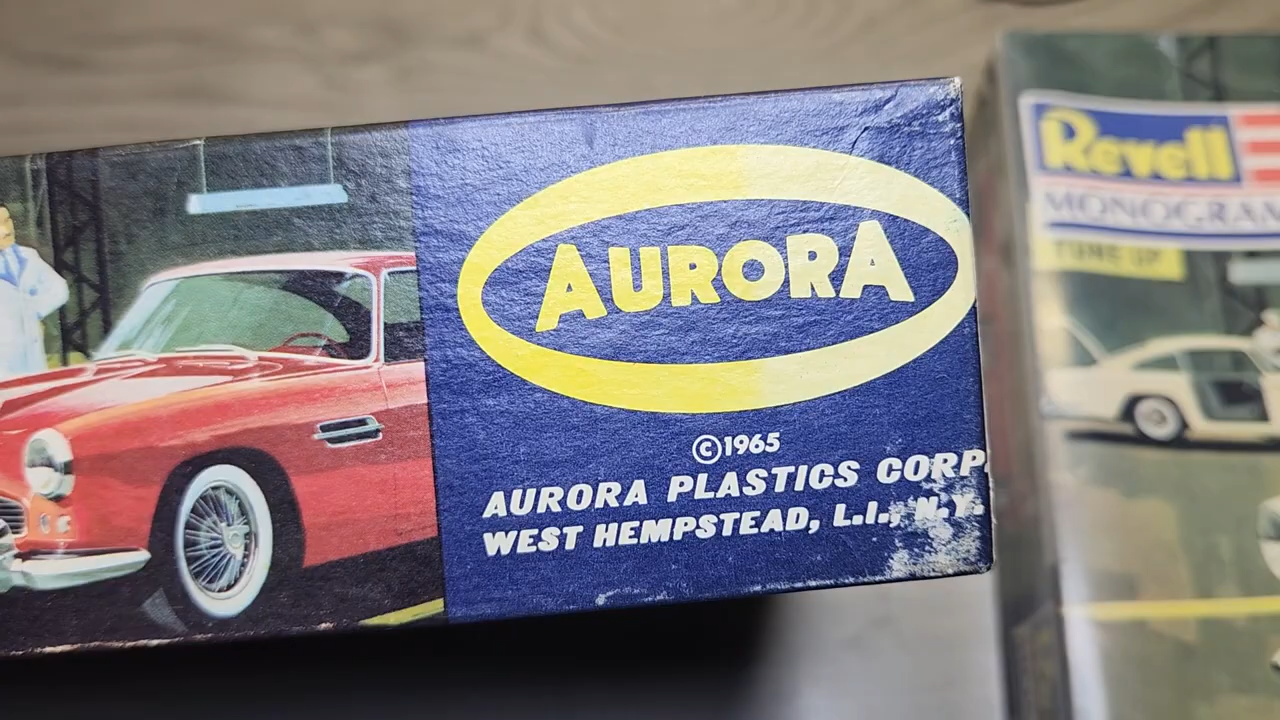 AURORA
©1965
AURORA PLASTICS CORP.
WEST HEMPSTEAD, L.I., N.Y.
Revell
MONOGRAM
TUNE UP